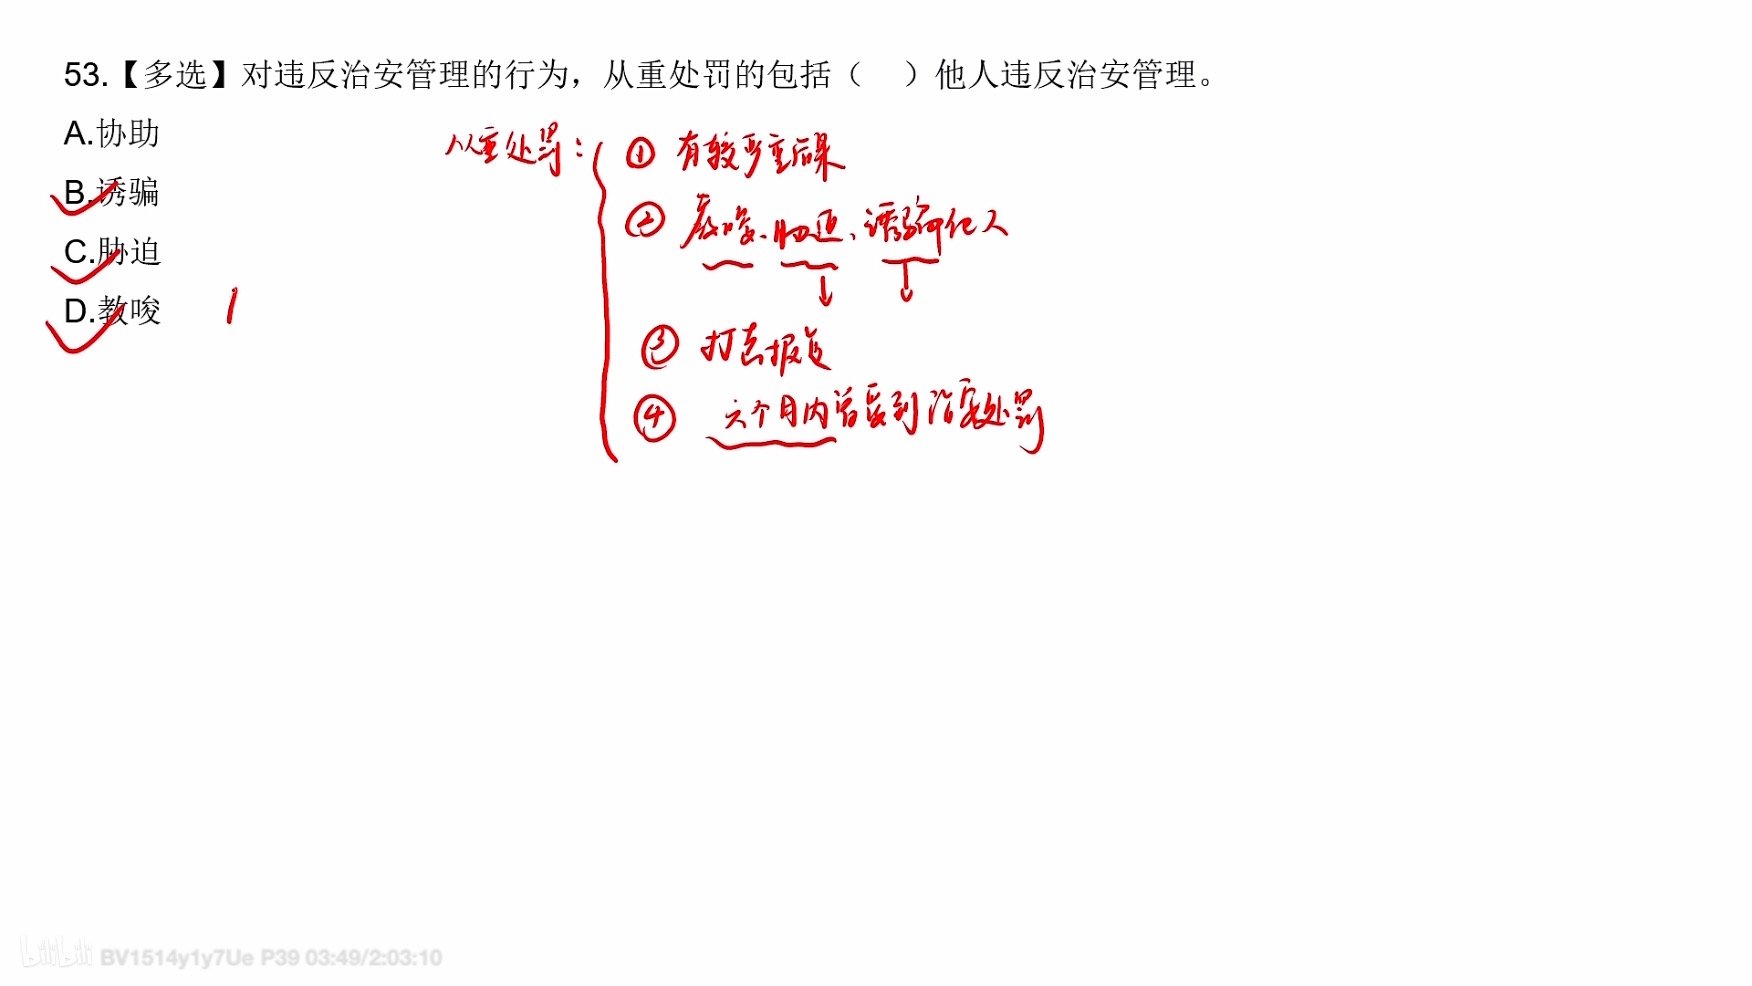 53.【多选】对违反治安管理的行为，从重处罚的包括（　）他人违反治安管理。
A.协助
B.诱骗
C.胁迫
D.教唆
从重处罚：
① 有较严重后果
② 教唆、胁迫、诱骗他人
③ 打击报复
④ 六个月内曾受到治安处罚
bilibili BV1514y1y7Ue P39 03:49/2:03:10